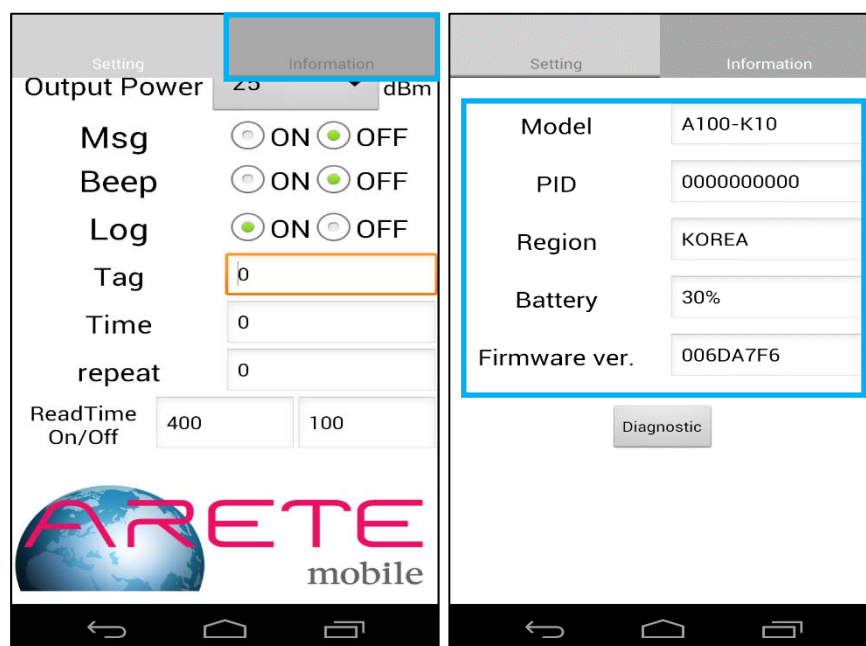 Setting Information
Output Power 25 dBm
Msg ON OFF
Beep ON OFF
Log ON OFF
Tag 0
Time 0
repeat 0
ReadTime
On/Off 400 100
ARETE
mobile
Setting Information
Model A100-K10
PID 0000000000
Region KOREA
Battery 30%
Firmware ver. 006DA7F6
Diagnostic